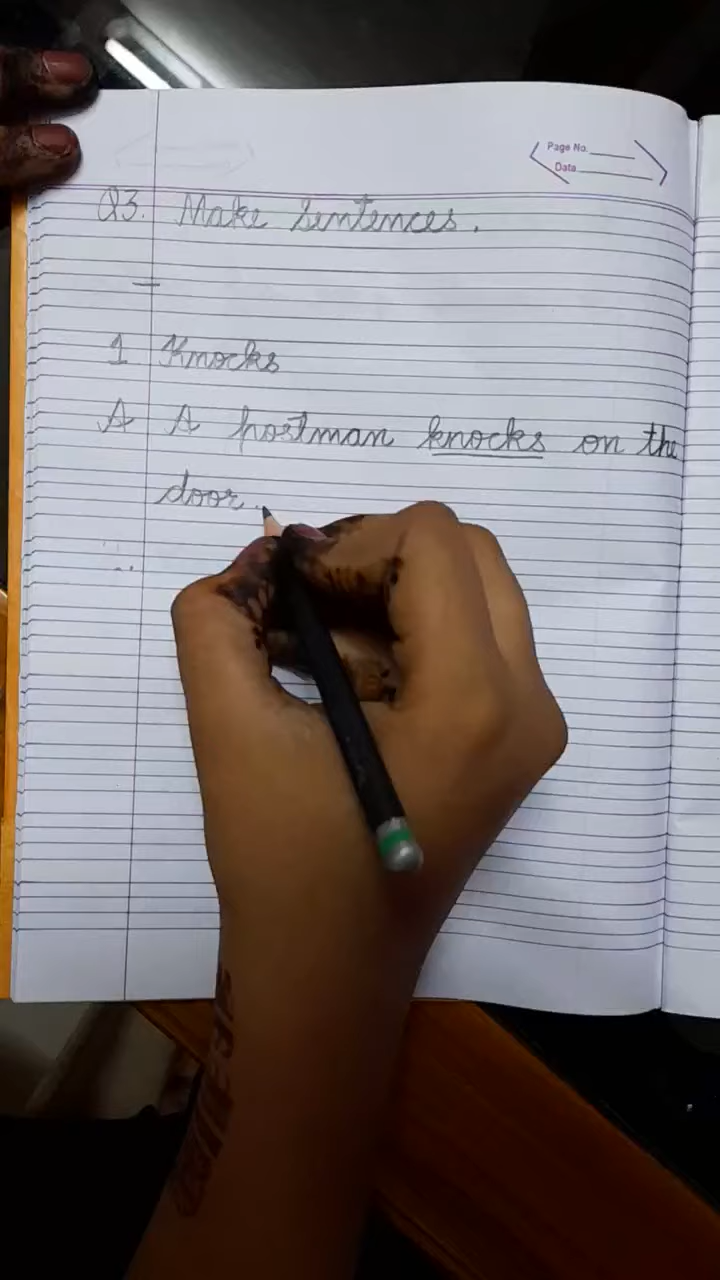 Page No.
Date
Q3. Make Sentences.
1 Knocks
A A postman knocks on the
door.